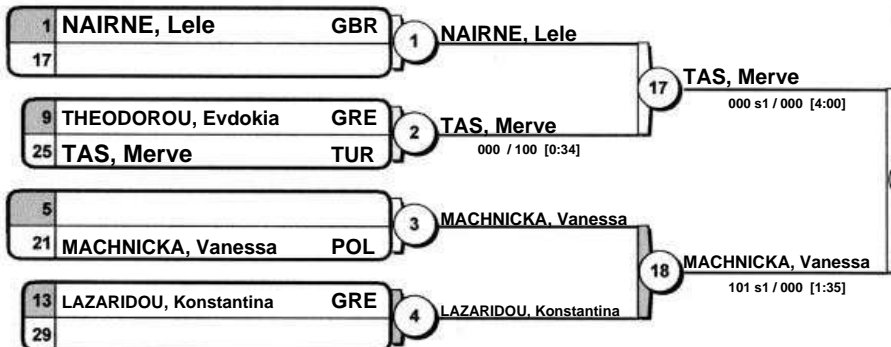 1 NAIRNE, Lele GBR
17
1
NAIRNE, Lele
9 THEODOROU, Evdokia GRE
25 TAS, Merve TUR
2
TAS, Merve
000 / 100 [0:34]
17
TAS, Merve
000 s1 / 000 [4:00]
5
21 MACHNICKA, Vanessa POL
3
MACHNICKA, Vanessa
13 LAZARIDOU, Konstantina GRE
29
4
LAZARIDOU, Konstantina
18
MACHNICKA, Vanessa
101 s1 / 000 [1:35]